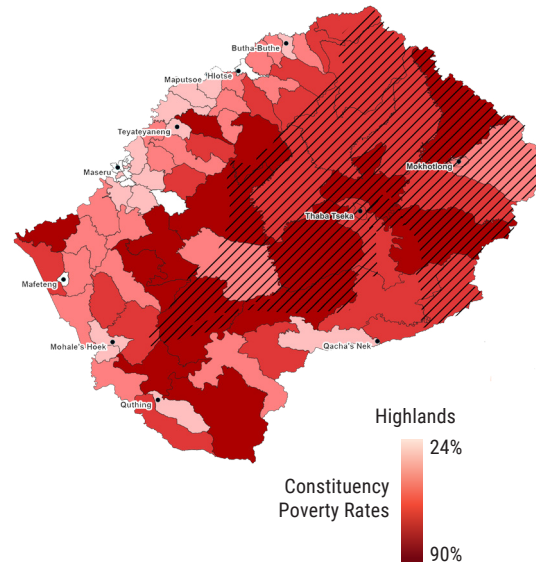 Butha-Buthe
Maputsoe
'Hlotse
Teyateyaneng
Maseru
Mokhotlong
Thaba Tseka
Mafeteng
Mohale's Hoek
Qacha's Nek
Quthing
Highlands
24%
Constituency
Poverty Rates
90%